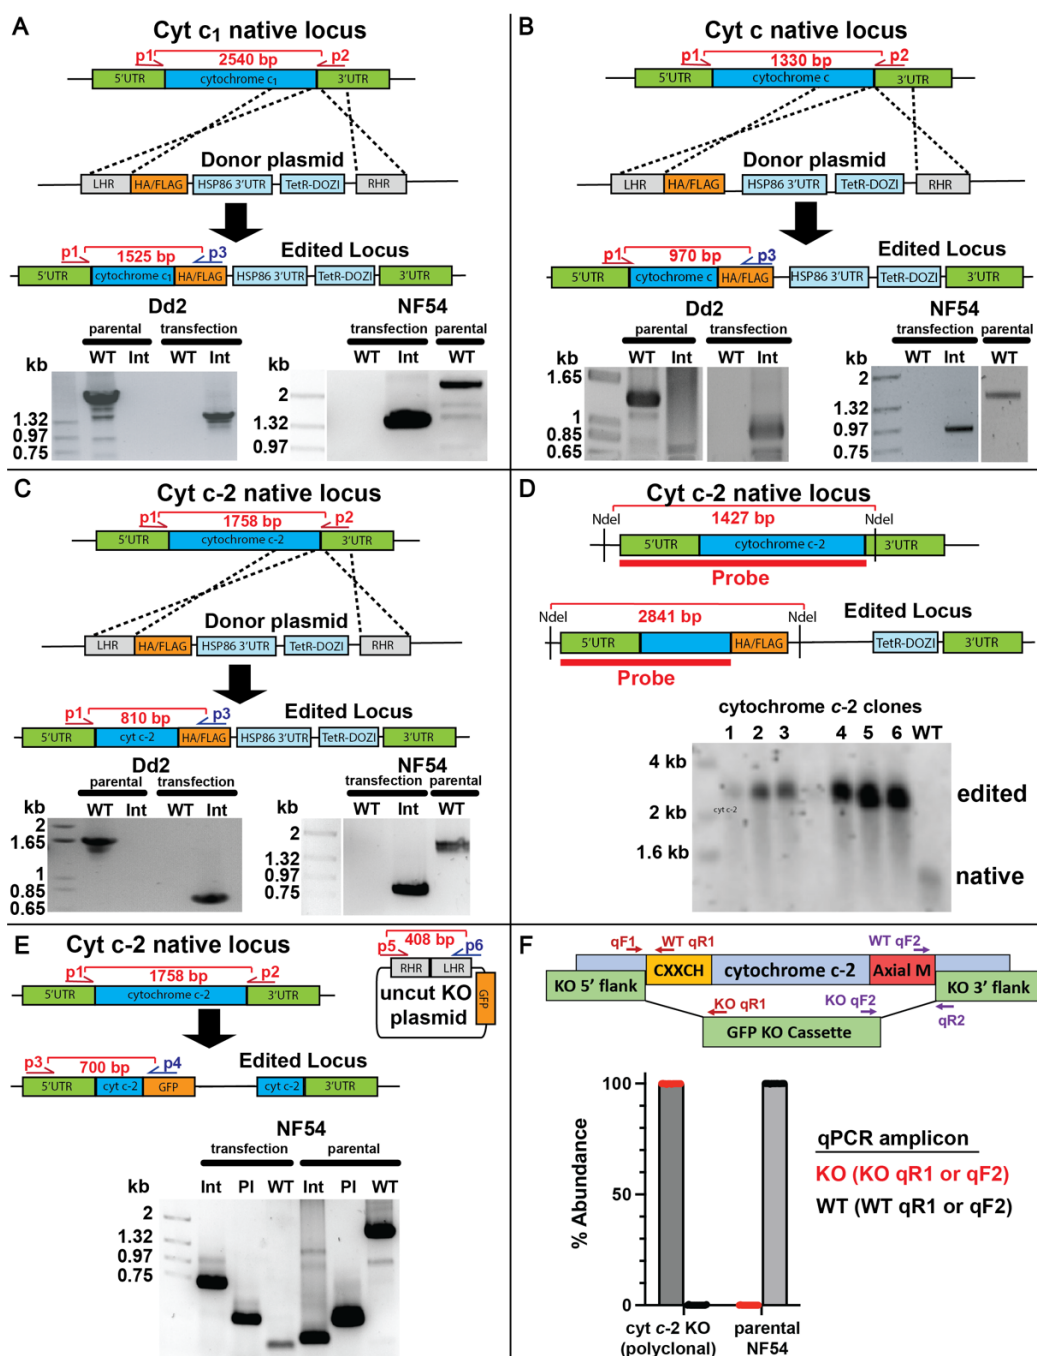 A
Cyt c1 native locus
p1 2540 bp p2
5'UTR cytochrome c1 3'UTR
Donor plasmid
LHR HA/FLAG HSP86 3'UTR TetR-DOZI RHR
Edited Locus
p1 1525 bp p3
5'UTR cytochrome c1 HA/FLAG HSP86 3'UTR TetR-DOZI 3'UTR
Dd2
parental transfection
kb WT Int WT Int
1.32
0.97
0.75
NF54
transfection parental
kb WT Int WT
2
1.32
0.97
B
Cyt c native locus
p1 1330 bp p2
5'UTR cytochrome c 3'UTR
Donor plasmid
LHR HA/FLAG HSP86 3'UTR TetR-DOZI RHR
Edited Locus
p1 970 bp p3
5'UTR cytochrome c HA/FLAG HSP86 3'UTR TetR-DOZI 3'UTR
Dd2
parental transfection
kb WT Int WT Int
1.65
1
0.85
0.65
NF54
transfection parental
kb WT Int WT
2
1.32
0.97
0.75
C
Cyt c-2 native locus
p1 1758 bp p2
5'UTR cytochrome c-2 3'UTR
Donor plasmid
LHR HA/FLAG HSP86 3'UTR TetR-DOZI RHR
Edited Locus
p1 810 bp p3
5'UTR cyt c-2 HA/FLAG HSP86 3'UTR TetR-DOZI 3'UTR
Dd2
parental transfection
kb WT Int WT Int
2
1.65
1
0.85
0.65
NF54
transfection parental
kb WT Int WT
2
1.32
0.97
0.75
D
Cyt c-2 native locus
NdeI 1427 bp NdeI
5'UTR cytochrome c-2 3'UTR
Probe
NdeI 2841 bp NdeI
Edited Locus
5'UTR HA/FLAG TetR-DOZI 3'UTR
Probe
cytochrome c-2 clones
1 2 3 4 5 6 WT
4 kb
2 kb
1.6 kb
cyt c-2
edited
native
E
Cyt c-2 native locus
p1 1758 bp p2
5'UTR cytochrome c-2 3'UTR
408 bp
p5 p6
RHR LHR
GFP
uncut KO
plasmid
Edited Locus
p3 700 bp p4
5'UTR cyt c-2 GFP cyt c-2 3'UTR
NF54
transfection parental
kb Int PI WT Int PI WT
2
1.32
0.97
0.75
F
qF1 WT qR1 WT qF2
CXXCH cytochrome c-2 Axial M
KO 5' flank KO 3' flank
KO qR1 KO qF2 qR2
GFP KO Cassette
% Abundance
100
50
0
cyt c-2 KO
(polyclonal)
parental
NF54
qPCR amplicon
KO (KO qR1 or qF2)
WT (WT qR1 or qF2)